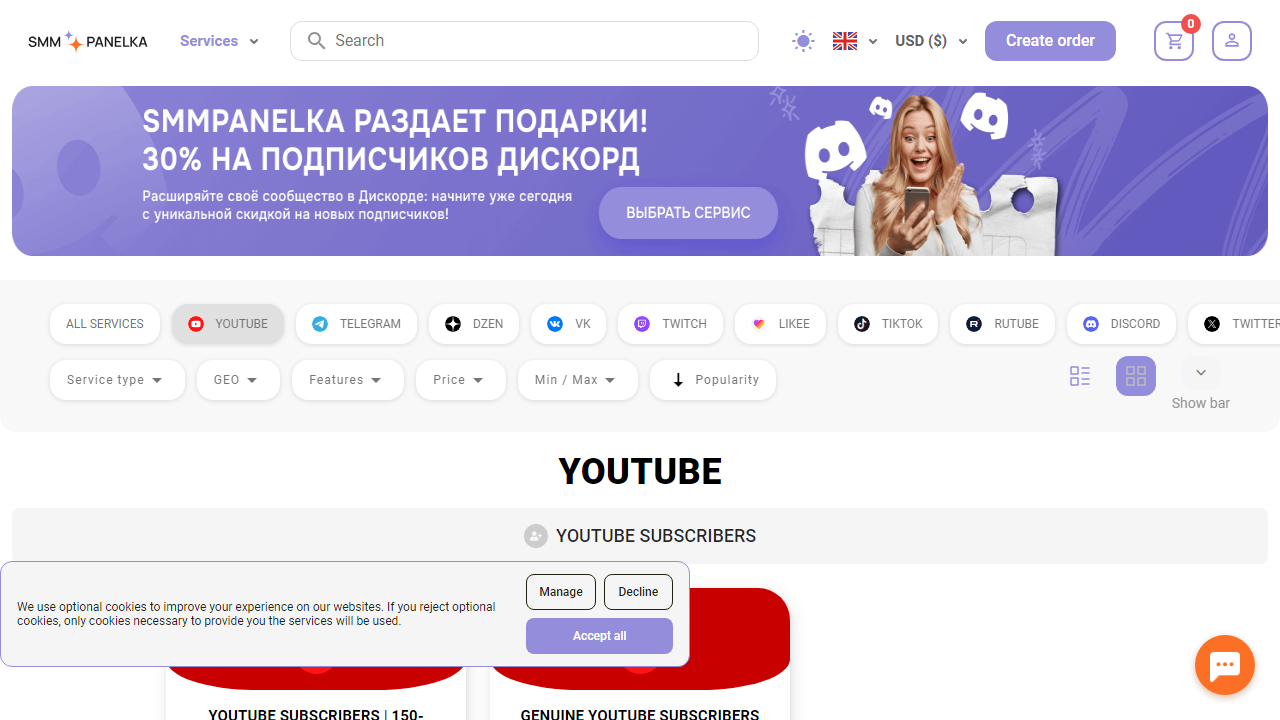 SMM PANELKA
Services
Search
USD ($)
Create order
0
SMMPANELKA РАЗДАЕТ ПОДАРКИ!
30% НА ПОДПИСЧИКОВ ДИСКОРД
Расширяйте своё сообщество в Дискорде: начните уже сегодня
с уникальной скидкой на новых подписчиков!
ВЫБРАТЬ СЕРВИС
ALL SERVICES
YOUTUBE
TELEGRAM
DZEN
VK
TWITCH
LIKEE
TIKTOK
RUTUBE
DISCORD
TWITTER
Service type
GEO
Features
Price
Min / Max
Popularity
Show bar
YOUTUBE
YOUTUBE SUBSCRIBERS
We use optional cookies to improve your experience on our websites. If you reject optional
cookies, only cookies necessary to provide you the services will be used.
Manage
Decline
Accept all
YOUTUBE SUBSCRIBERS | 150-
GENUINE YOUTUBE SUBSCRIBERS